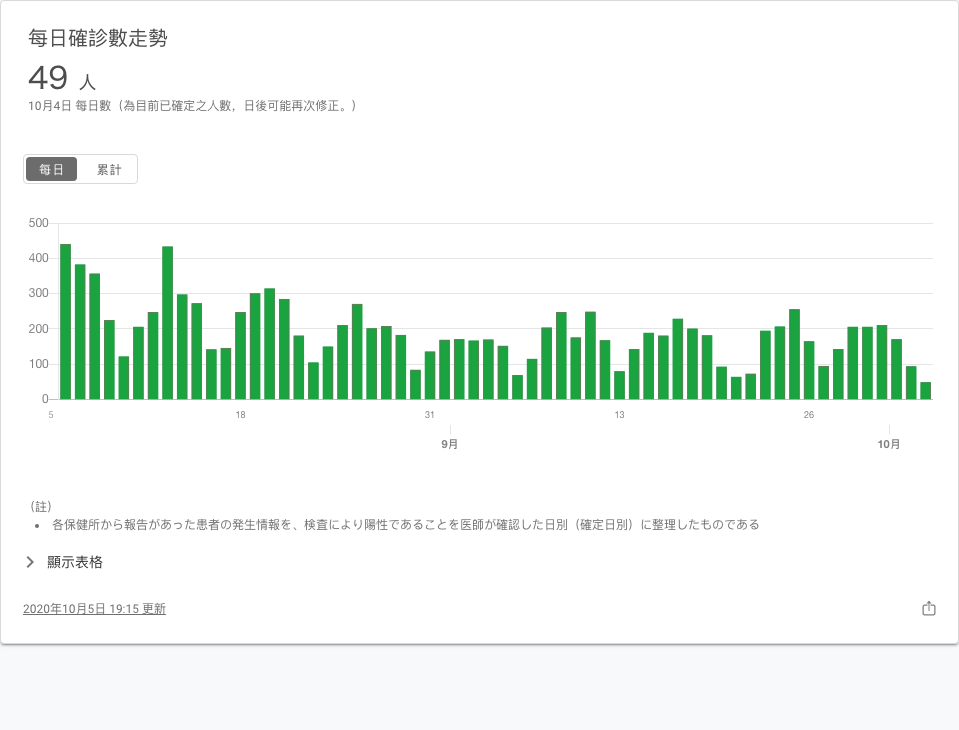 每日確診數走勢
49 人
10月4日 每日數（為目前已確定之人數，日後可能再次修正。）
每日 累計
500
400
300
200
100
0
5 18 31 13 26
9月 10月
（註）
• 各保健所から報告があった患者の発生情報を、検査により陽性であることを医師が確認した日別（確定日別）に整理したものである
顯示表格
2020年10月5日 19:15 更新